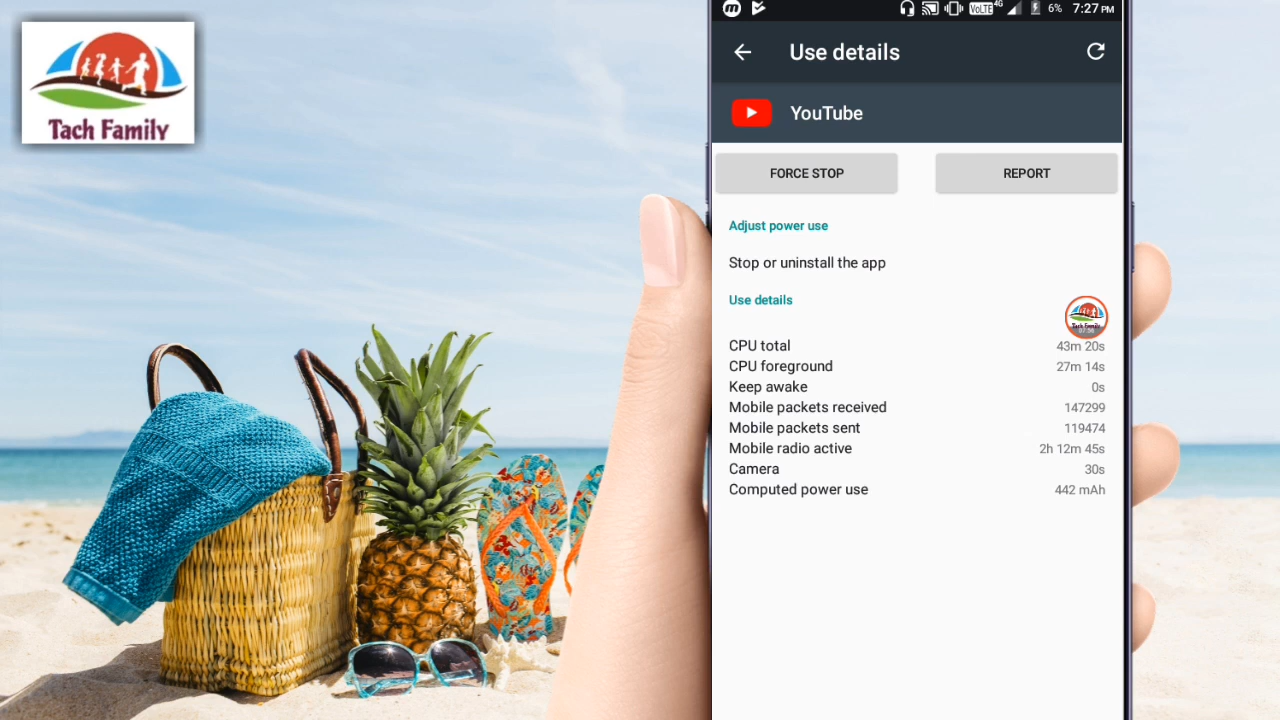 Tach Family
VoLTE 4G 6% 7:27 PM
Use details
YouTube
FORCE STOP REPORT
Adjust power use
Stop or uninstall the app
Use details
Tach Family
CPU total 43m 20s
CPU foreground 27m 14s
Keep awake 0s
Mobile packets received 147299
Mobile packets sent 119474
Mobile radio active 2h 12m 45s
Camera 30s
Computed power use 442 mAh